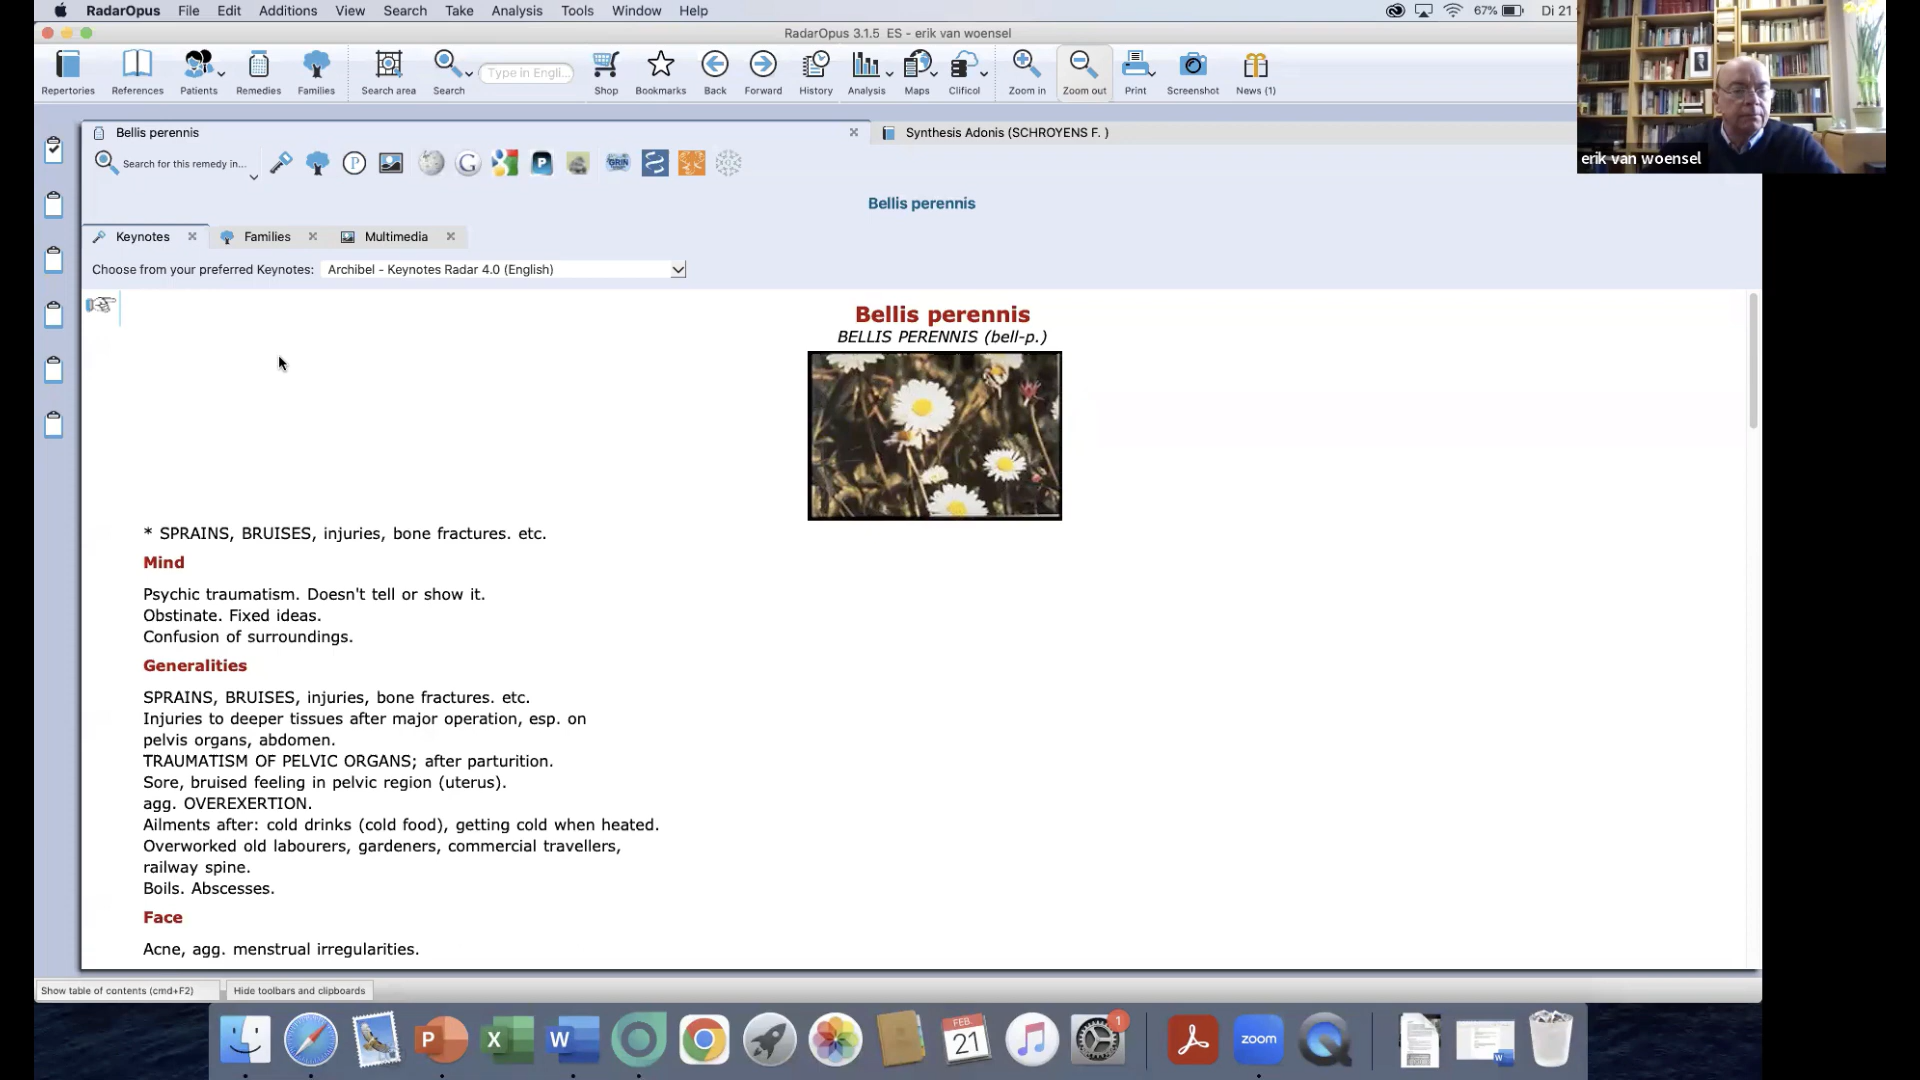 RadarOpus File Edit Additions View Search Take Analysis Tools Window Help 67% Di 21
RadarOpus 3.1.5 ES - erik van woensel
Repertories References Patients Remedies Families Search area Search Type in Engli... Shop Bookmarks Back Forward History Analysis Maps Clificol Zoom in Zoom out Print Screenshot News (1)
erik van woensel
Bellis perennis
Synthesis Adonis (SCHROYENS F. )
Search for this remedy in...
P G P GRIN
Bellis perennis
Keynotes Families Multimedia
Choose from your preferred Keynotes: Archibel - Keynotes Radar 4.0 (English)
Bellis perennis
BELLIS PERENNIS (bell-p.)
* SPRAINS, BRUISES, injuries, bone fractures. etc.
Mind
Psychic traumatism. Doesn't tell or show it.
Obstinate. Fixed ideas.
Confusion of surroundings.
Generalities
SPRAINS, BRUISES, injuries, bone fractures. etc.
Injuries to deeper tissues after major operation, esp. on
pelvis organs, abdomen.
TRAUMATISM OF PELVIC ORGANS; after parturition.
Sore, bruised feeling in pelvic region (uterus).
agg. OVEREXERTION.
Ailments after: cold drinks (cold food), getting cold when heated.
Overworked old labourers, gardeners, commercial travellers,
railway spine.
Boils. Abscesses.
Face
Acne, agg. menstrual irregularities.
Show table of contents (cmd+F2) Hide toolbars and clipboards
P X W FEB. 21 1 zoom